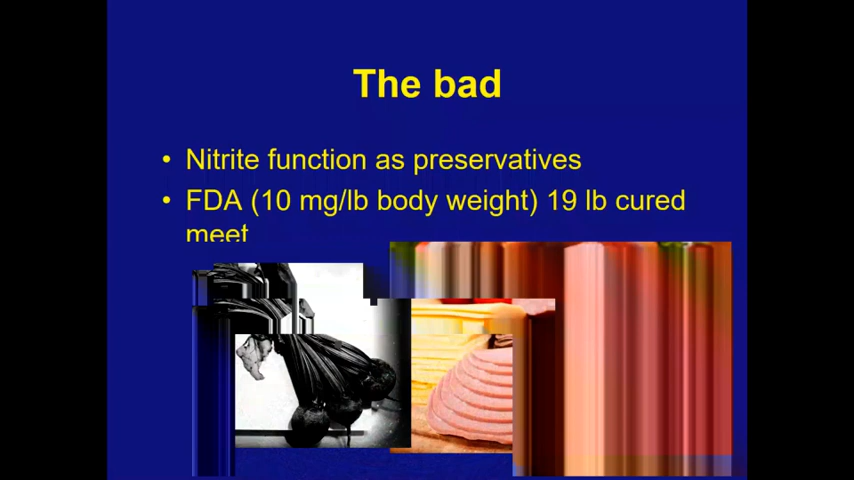 The bad
• Nitrite function as preservatives
• FDA (10 mg/lb body weight) 19 lb cured
meet